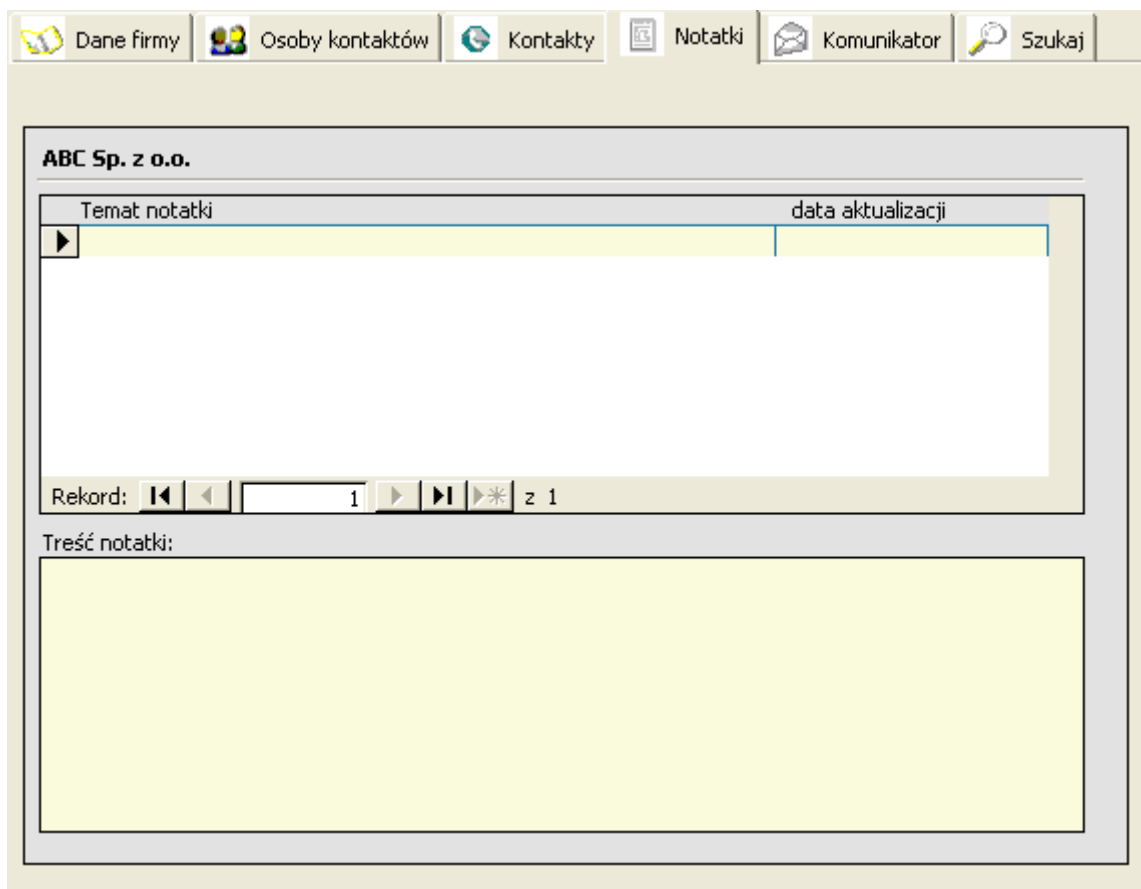 Dane firmy Osoby kontaktów Kontakty Notatki Komunikator Szukaj
ABC Sp. z o.o.
Temat notatki data aktualizacji
Rekord: 1 z 1
Treść notatki: